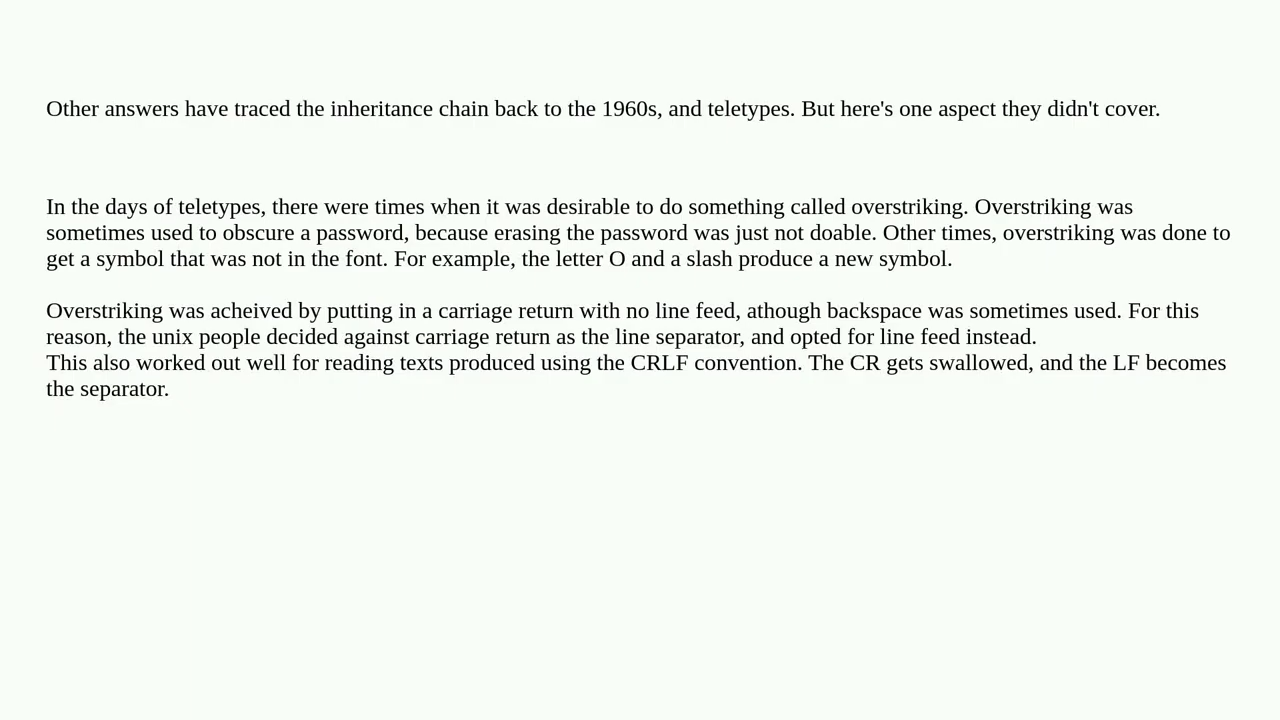 Other answers have traced the inheritance chain back to the 1960s, and teletypes. But here's one aspect they didn't cover.
In the days of teletypes, there were times when it was desirable to do something called overstriking. Overstriking was
sometimes used to obscure a password, because erasing the password was just not doable. Other times, overstriking was done to
get a symbol that was not in the font. For example, the letter O and a slash produce a new symbol.
Overstriking was acheived by putting in a carriage return with no line feed, athough backspace was sometimes used. For this
reason, the unix people decided against carriage return as the line separator, and opted for line feed instead.
This also worked out well for reading texts produced using the CRLF convention. The CR gets swallowed, and the LF becomes
the separator.